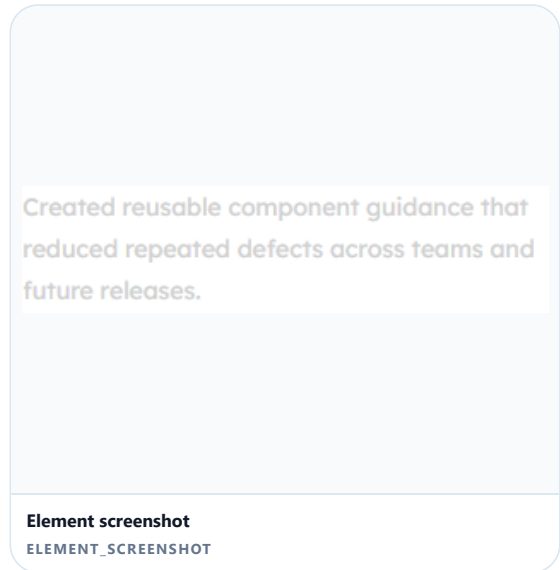 Created reusable component guidance that
reduced repeated defects across teams and
future releases.
Element screenshot
ELEMENT_SCREENSHOT